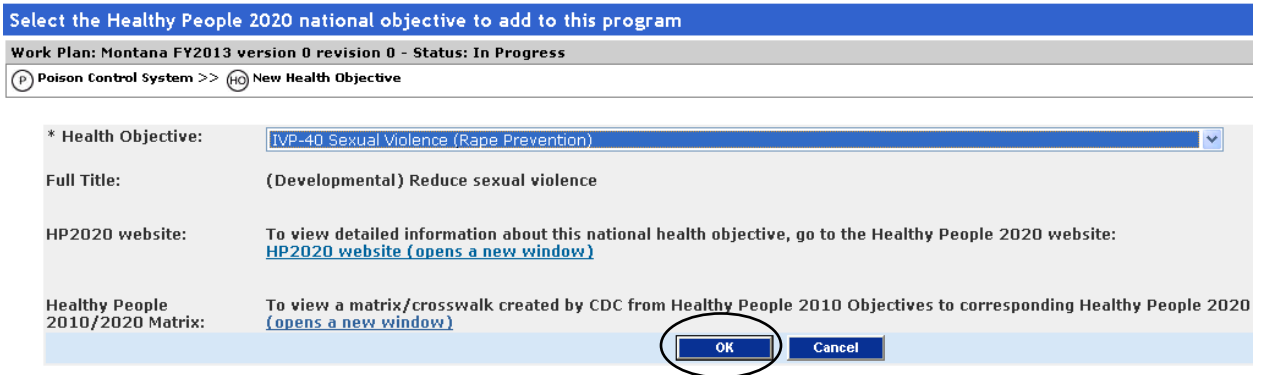 Select the Healthy People 2020 national objective to add to this program
Work Plan: Montana FY2013 version 0 revision 0 - Status: In Progress
P Poison Control System >> HO New Health Objective
* Health Objective: IVP-40 Sexual Violence (Rape Prevention)
Full Title: (Developmental) Reduce sexual violence
HP2020 website: To view detailed information about this national health objective, go to the Healthy People 2020 website:
HP2020 website (opens a new window)
Healthy People To view a matrix/crosswalk created by CDC from Healthy People 2010 Objectives to corresponding Healthy People 2020
2010/2020 Matrix: (opens a new window)
OK Cancel